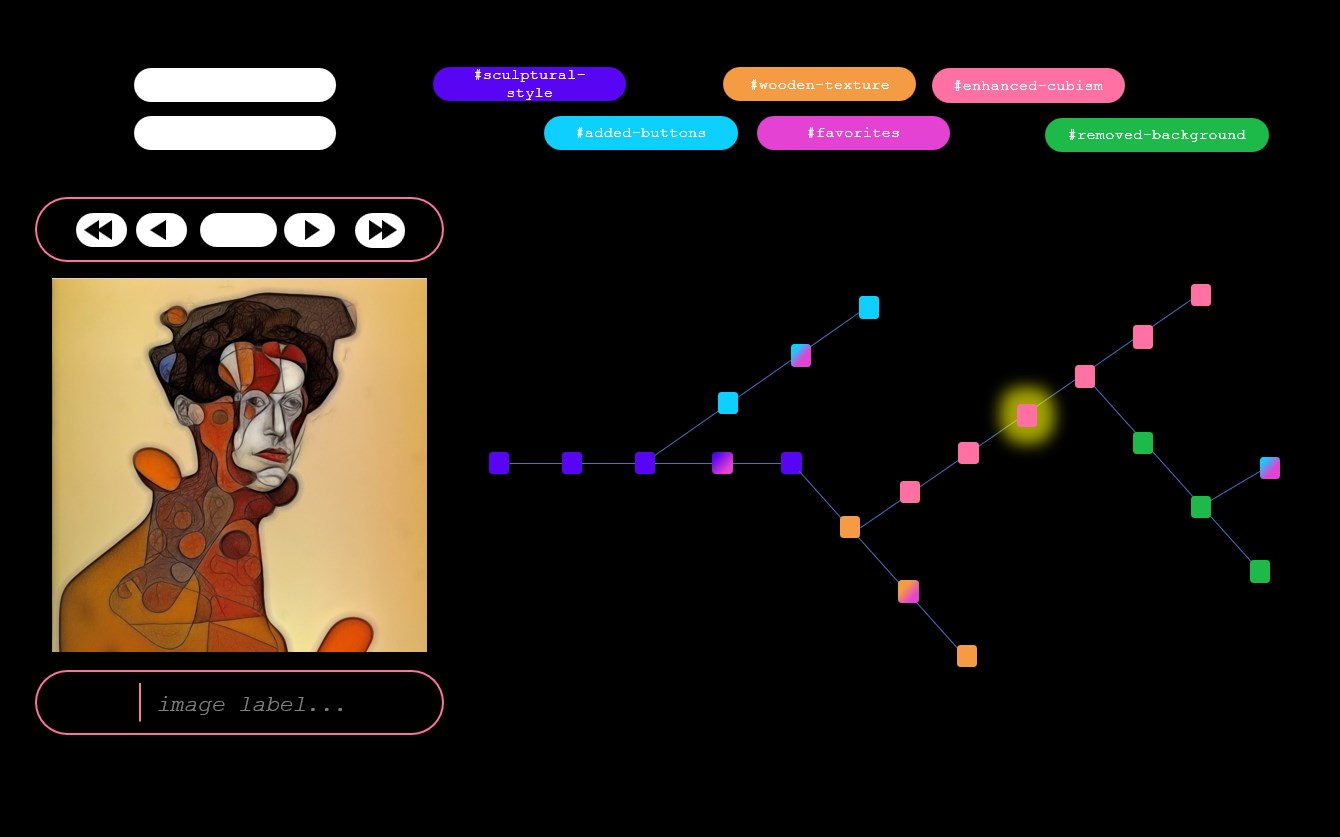 #sculptural-
style
#wooden-texture
#enhanced-cubism
#added-buttons
#favorites
#removed-background
image label...